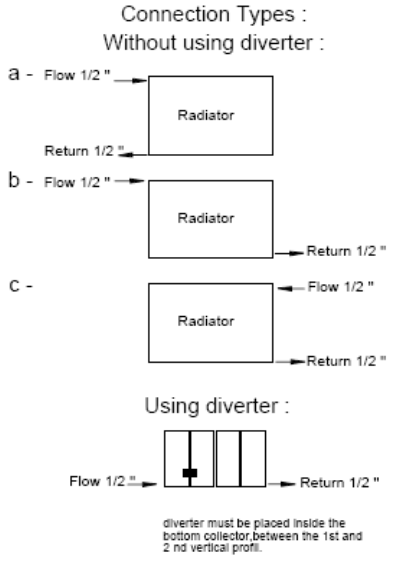 Connection Types :
Without using diverter :
a - Flow 1/2 "
Radiator
Return 1/2 "
b - Flow 1/2 "
Radiator
Return 1/2 "
c -
Flow 1/2 "
Radiator
Return 1/2 "
Using diverter :
Flow 1/2 "
Return 1/2 "
diverter must be placed inside the
bottom collector,between the 1st and
2 nd vertical profil.